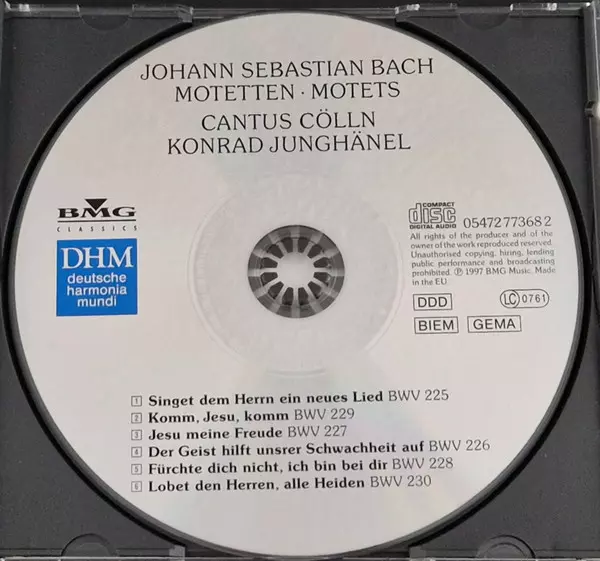 JOHANN SEBASTIAN BACH
MOTETTEN · MOTETS
CANTUS CÖLLN
KONRAD JUNGHÄNEL
BMG
CLASSICS
DHM
deutsche
harmonia
mundi
COMPACT
disc
DIGITAL AUDIO
05472 77368 2
All rights of the producer and of the
owner of the work reproduced reserved.
Unauthorised copying, hiring, lending
public performance and broadcasting
prohibited. ℗ 1997 BMG Music. Made
in the EU
DDD
LC 0761
BIEM
GEMA
1 Singet dem Herrn ein neues Lied BWV 225
2 Komm, Jesu, komm BWV 229
3 Jesu meine Freude BWV 227
4 Der Geist hilft unsrer Schwachheit auf BWV 226
5 Fürchte dich nicht, ich bin bei dir BWV 228
6 Lobet den Herren, alle Heiden BWV 230